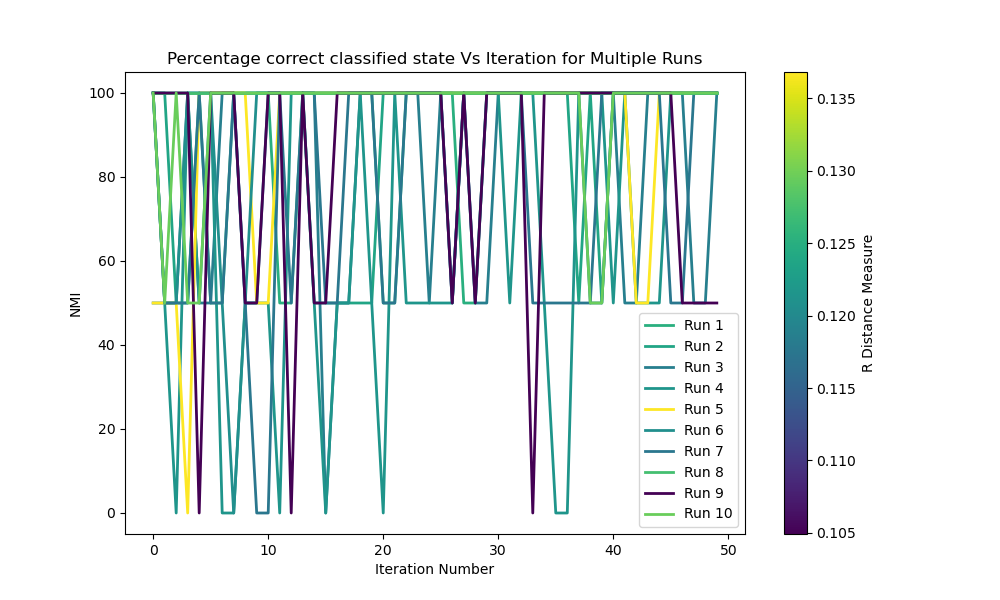 Percentage correct classified state Vs Iteration for Multiple Runs
NMI
100
80
60
40
20
0
0 10 20 30 40 50
Iteration Number
Run 1
Run 2
Run 3
Run 4
Run 5
Run 6
Run 7
Run 8
Run 9
Run 10
0.135
0.130
0.125
0.120
0.115
0.110
0.105
R Distance Measure